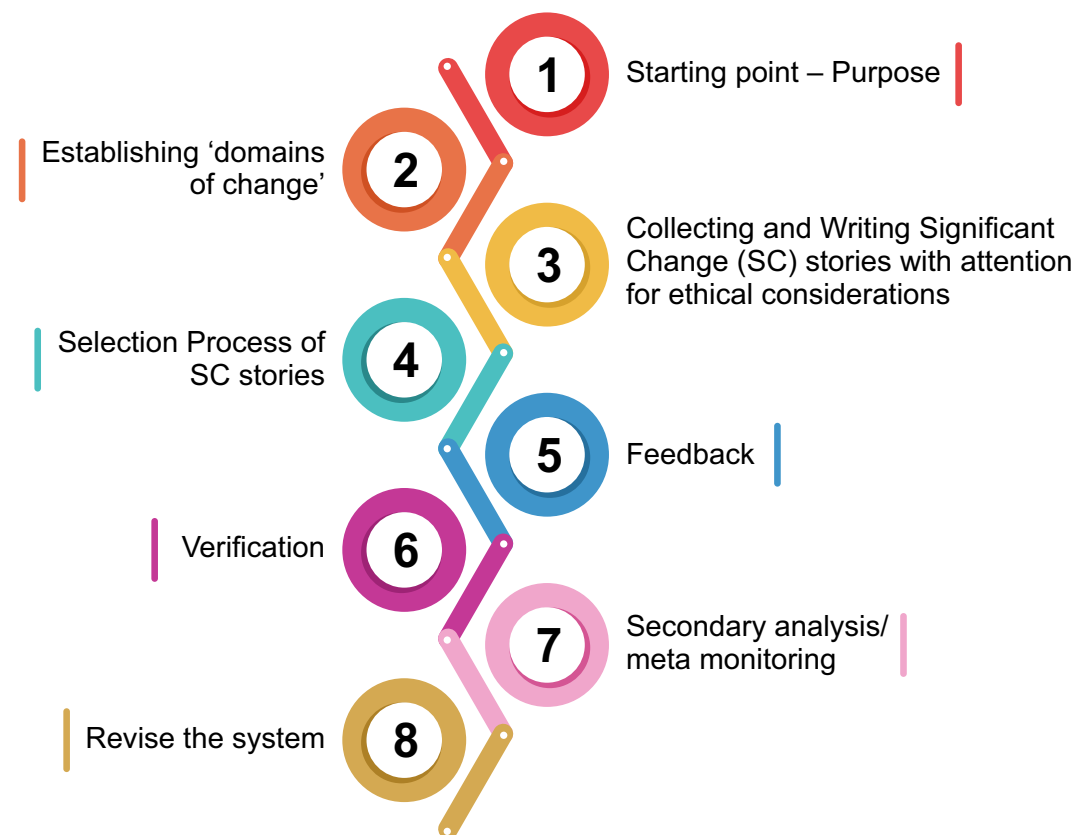 1
Starting point – Purpose
2
Establishing ‘domains
of change’
3
Collecting and Writing Significant
Change (SC) stories with attention
for ethical considerations
4
Selection Process of
SC stories
5
Feedback
6
Verification
7
Secondary analysis/
meta monitoring
8
Revise the system